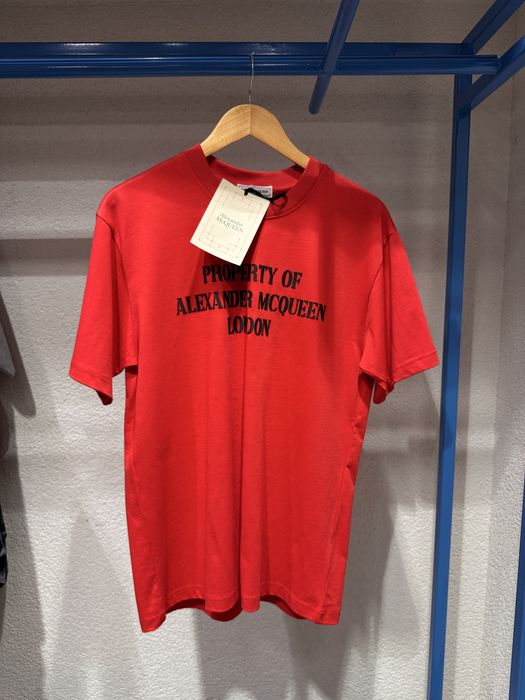 Alexander
McQUEEN
PROPERTY OF
ALEXANDER MCQUEEN
LODON